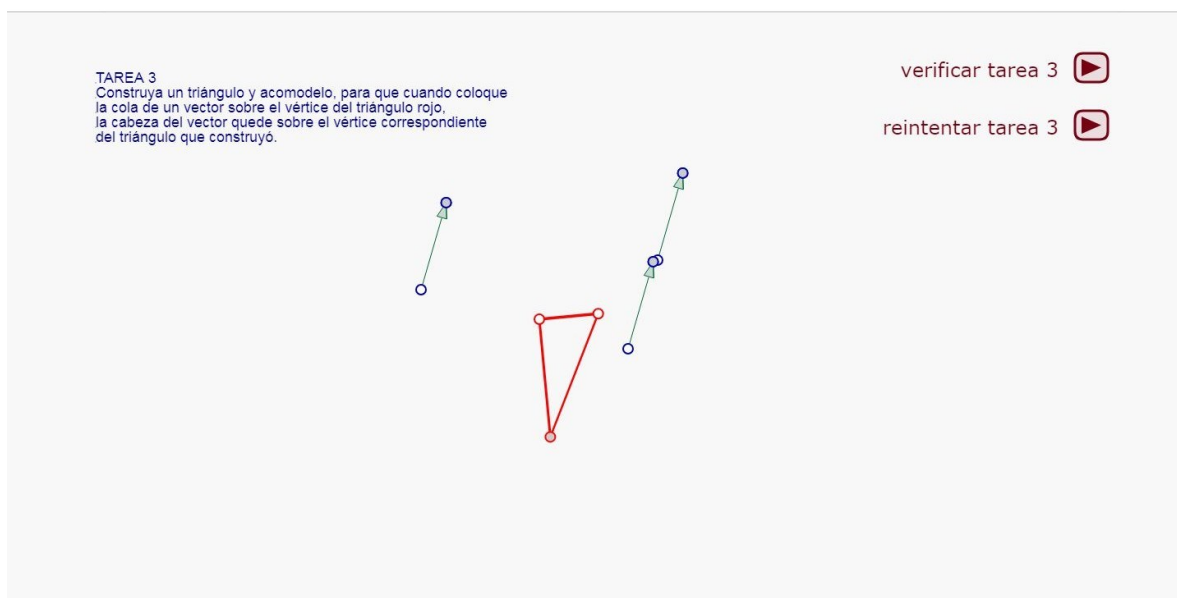 TAREA 3
Construya un triángulo y acomodelo, para que cuando coloque
la cola de un vector sobre el vértice del triángulo rojo,
la cabeza del vector quede sobre el vértice correspondiente
del triángulo que construyó.
verificar tarea 3
reintentar tarea 3